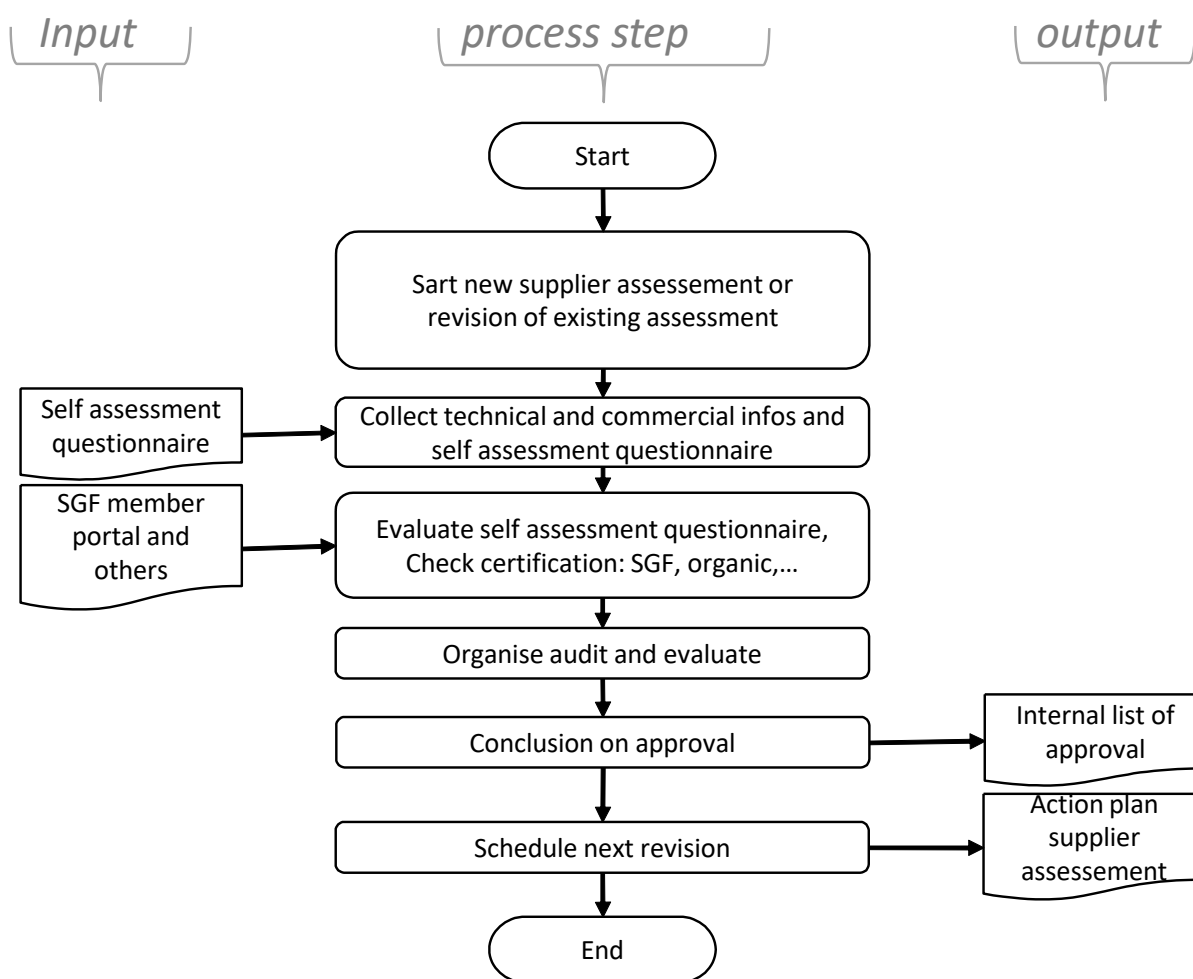 Input
process step
output
Start
Sart new supplier assessement or
revision of existing assessment
Self assessment
questionnaire
Collect technical and commercial infos and
self assessment questionnaire
SGF member
portal and
others
Evaluate self assessment questionnaire,
Check certification: SGF, organic,...
Organise audit and evaluate
Conclusion on approval
Internal list of
approval
Schedule next revision
Action plan
supplier
assessement
End